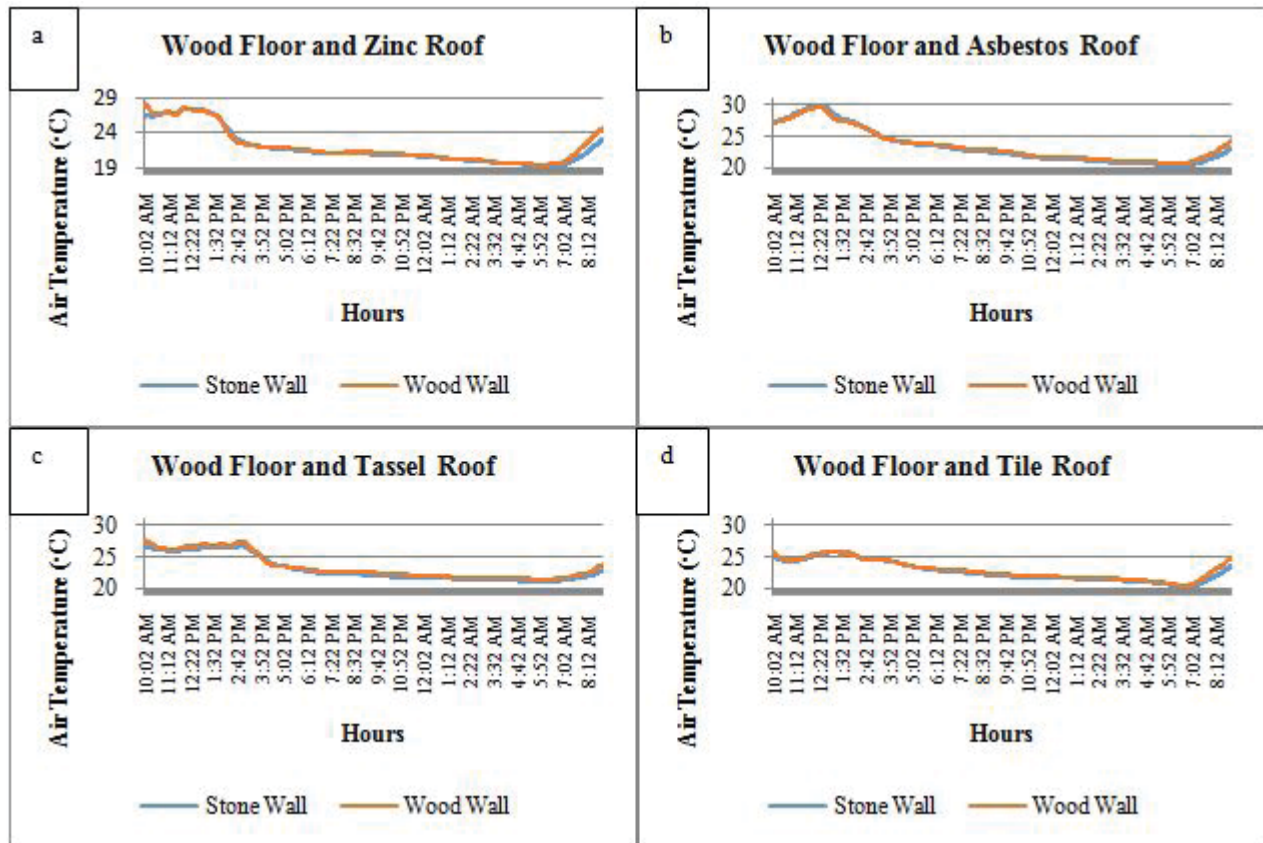 a
Wood Floor and Zinc Roof
Air Temperature (•C)
29
24
19
10:02 AM
11:12 AM
12:22 PM
1:32 PM
2:42 PM
3:52 PM
5:02 PM
6:12 PM
7:22 PM
8:32 PM
9:42 PM
10:52 PM
12:02 AM
1:12 AM
2:22 AM
3:32 AM
4:42 AM
5:52 AM
7:02 AM
8:12 AM
Hours
Stone Wall
Wood Wall
b
Wood Floor and Asbestos Roof
Air Temperature (•C)
30
25
20
10:02 AM
11:12 AM
12:22 PM
1:32 PM
2:42 PM
3:52 PM
5:02 PM
6:12 PM
7:22 PM
8:32 PM
9:42 PM
10:52 PM
12:02 AM
1:12 AM
2:22 AM
3:32 AM
4:42 AM
5:52 AM
7:02 AM
8:12 AM
Hours
Stone Wall
Wood Wall
c
Wood Floor and Tassel Roof
Air Temperature (•C)
30
25
20
10:02 AM
11:12 AM
12:22 PM
1:32 PM
2:42 PM
3:52 PM
5:02 PM
6:12 PM
7:22 PM
8:32 PM
9:42 PM
10:52 PM
12:02 AM
1:12 AM
2:22 AM
3:32 AM
4:42 AM
5:52 AM
7:02 AM
8:12 AM
Hours
Stone Wall
Wood Wall
d
Wood Floor and Tile Roof
Air Temperature (•C)
30
25
20
10:02 AM
11:12 AM
12:22 PM
1:32 PM
2:42 PM
3:52 PM
5:02 PM
6:12 PM
7:22 PM
8:32 PM
9:42 PM
10:52 PM
12:02 AM
1:12 AM
2:22 AM
3:32 AM
4:42 AM
5:52 AM
7:02 AM
8:12 AM
Hours
Stone Wall
Wood Wall